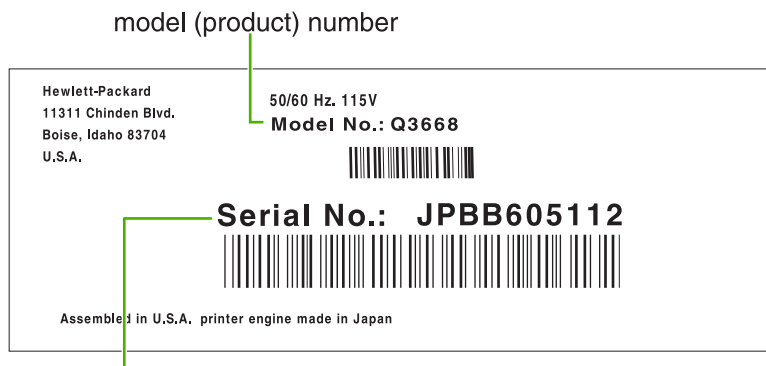 model (product) number
Hewlett-Packard
11311 Chinden Blvd.
Boise, Idaho 83704
U.S.A.
50/60 Hz. 115V
Model No.: Q3668
Serial No.: JPBB605112
Assembled in U.S.A. printer engine made in Japan